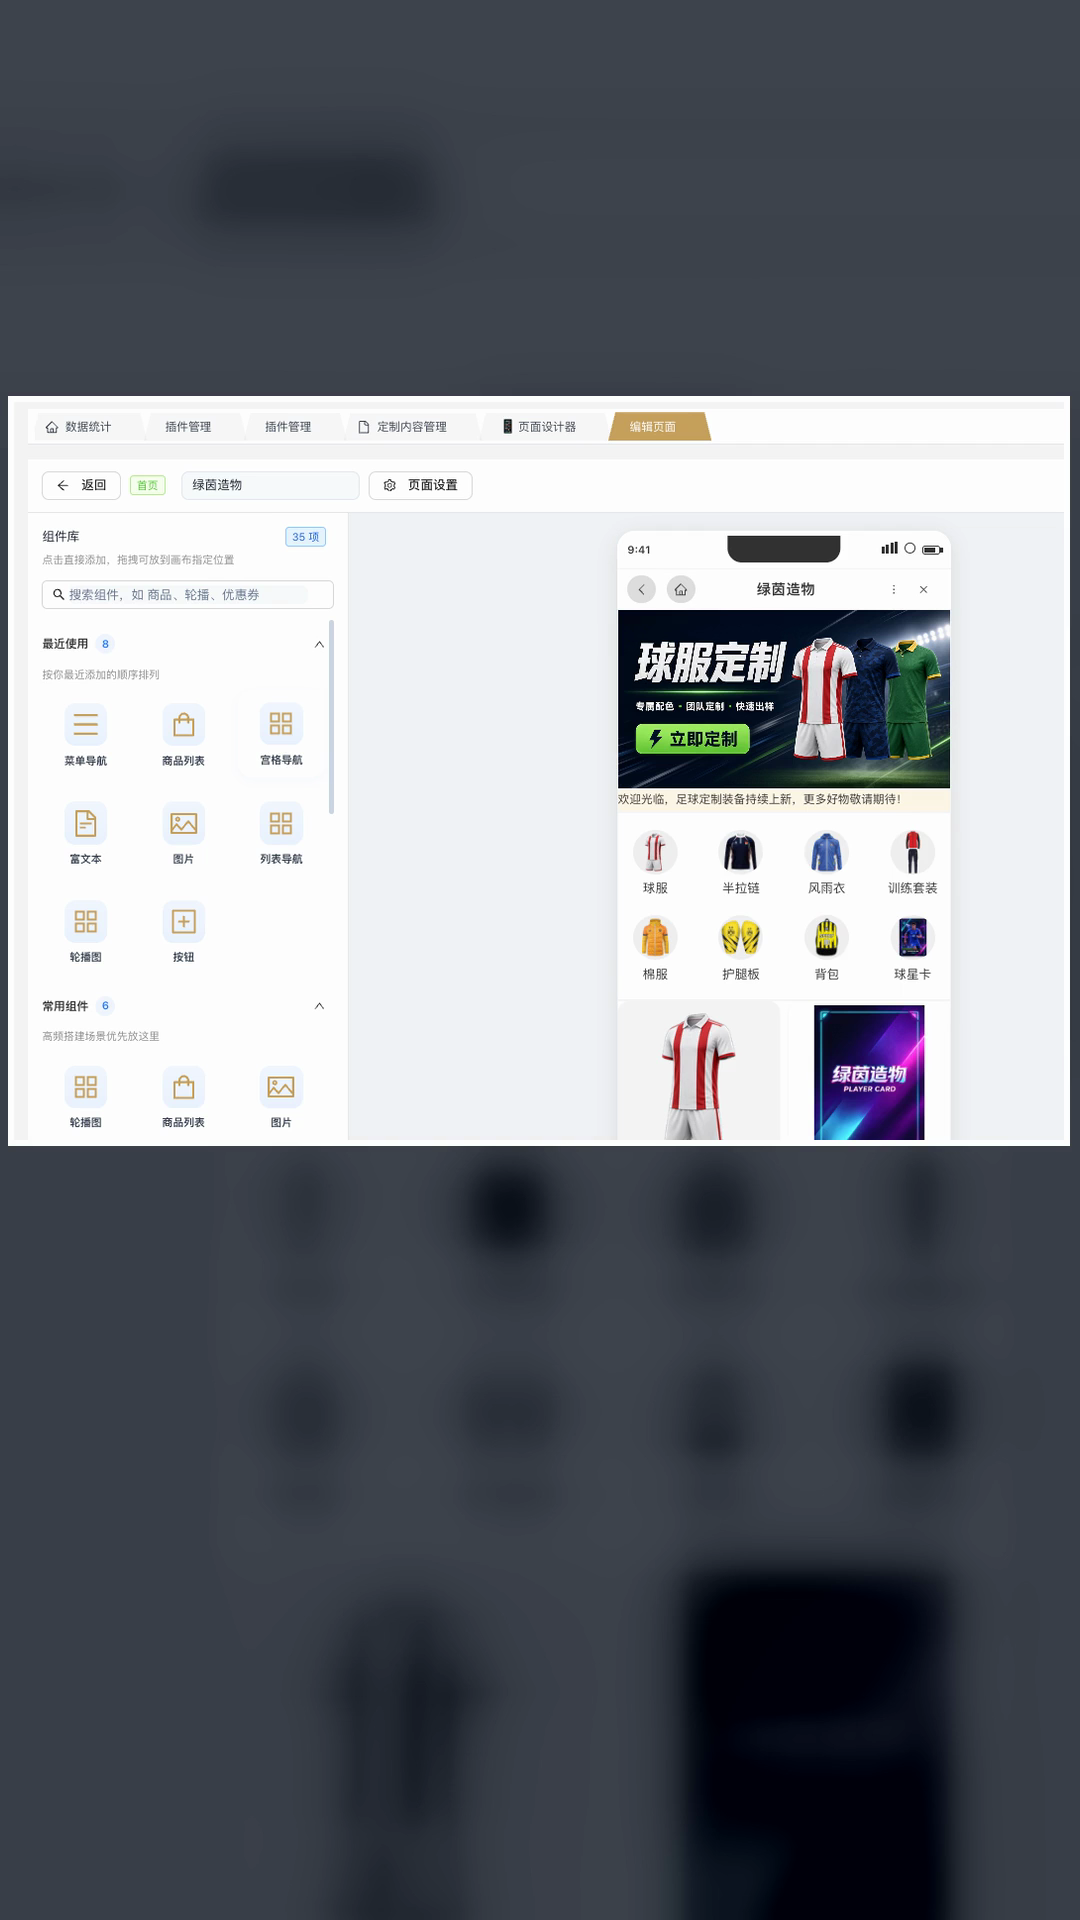 数据统计
插件管理
插件管理
定制内容管理
页面设计器
编辑页面
返回
首页
绿茵造物
页面设置
组件库
35 项
点击直接添加，拖拽可放到画布指定位置
搜索组件，如 商品、轮播、优惠券
最近使用 8
按你最近添加的顺序排列
菜单导航
商品列表
宫格导航
富文本
图片
列表导航
轮播图
按钮
常用组件 6
高频搭建场景优先放这里
轮播图
商品列表
图片
9:41
绿茵造物
球服定制
专属配色·团队定制·快速出样
立即定制
欢迎光临，足球定制装备持续上新，更多好物敬请期待！
球服
半拉链
风雨衣
训练套装
棉服
护腿板
背包
球星卡
绿茵造物
PLAYER CARD